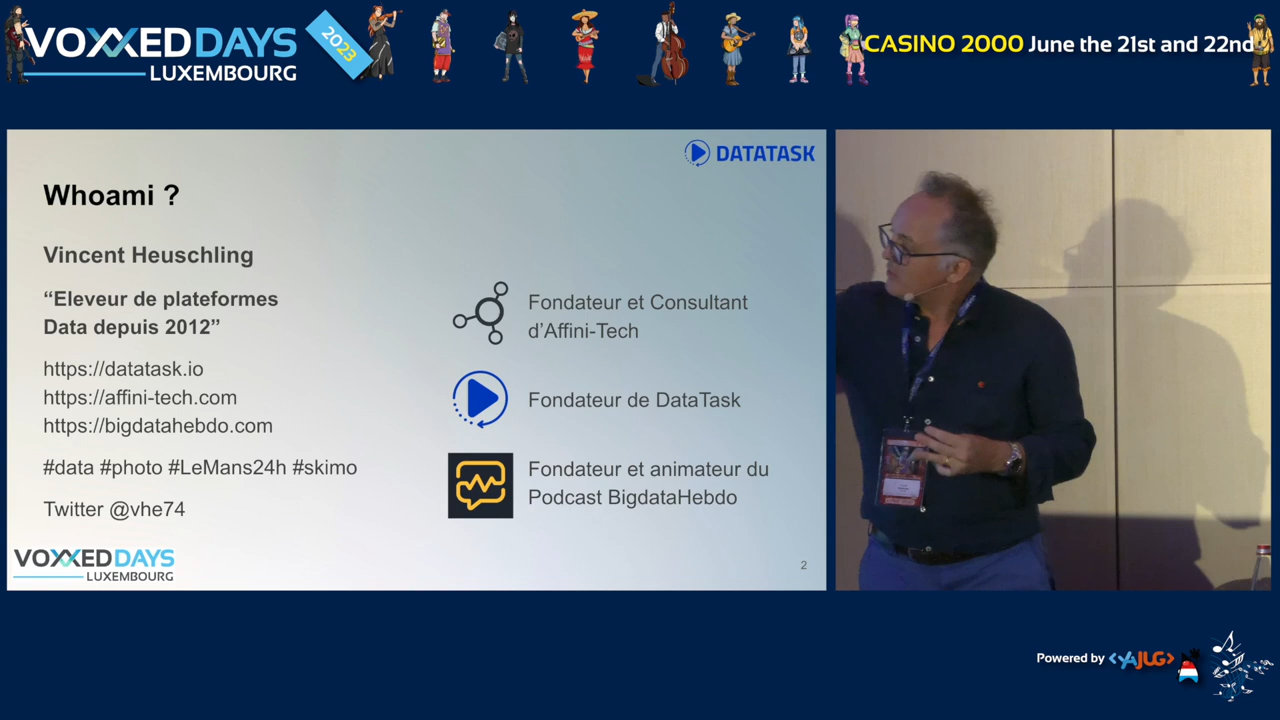 VOXXED DAYS
LUXEMBOURG
2023
CASINO 2000 June the 21st and 22nd
DATATASK
Whoami ?
Vincent Heuschling
“Eleveur de plateformes
Data depuis 2012”
https://datatask.io
https://affini-tech.com
https://bigdatahebdo.com
#data #photo #LeMans24h #skimo
Twitter @vhe74
Fondateur et Consultant
d’Affini-Tech
Fondateur de DataTask
Fondateur et animateur du
Podcast BigdataHebdo
VOXXED DAYS
LUXEMBOURG
2
Powered by <YAJUG>